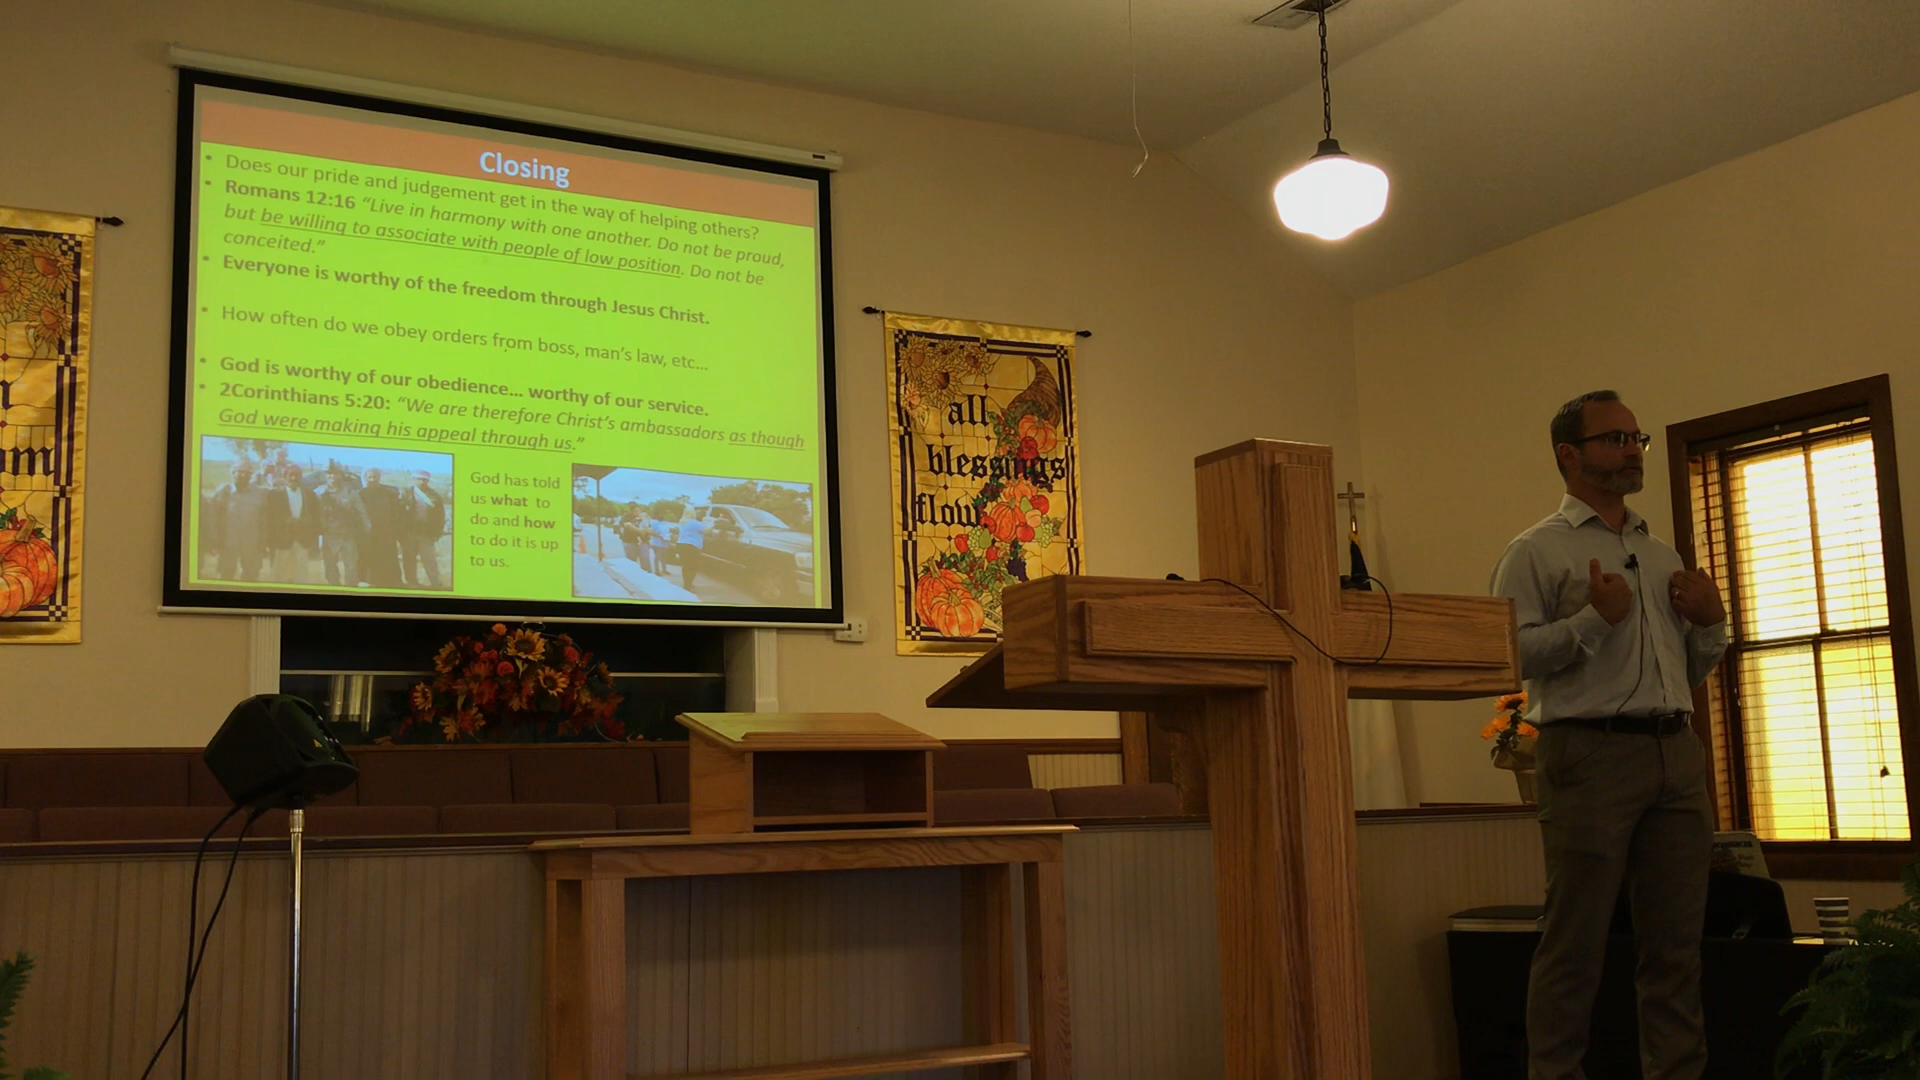 Closing
• Does our pride and judgement get in the way of helping others?
• Romans 12:16 “Live in harmony with one another. Do not be proud,
but be willing to associate with people of low position. Do not be
conceited.”
• Everyone is worthy of the freedom through Jesus Christ.
• How often do we obey orders from boss, man’s law, etc...
• God is worthy of our obedience... worthy of our service.
• 2Corinthians 5:20: “We are therefore Christ’s ambassadors as though
God were making his appeal through us.”
God has told
us what to
do and how
to do it is up
to us.
all
blessings
flow